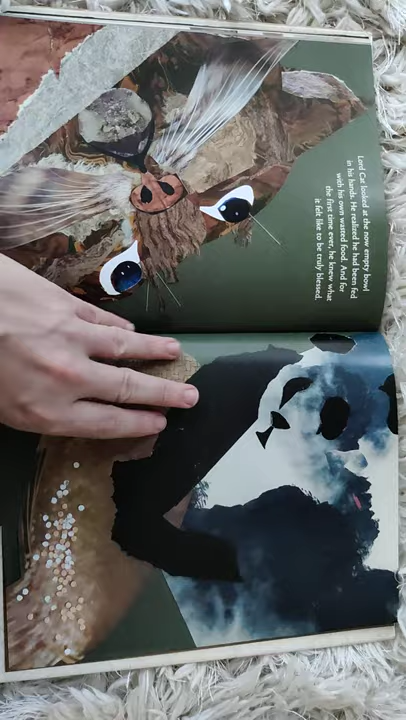 Lord Cat looked at the now empty bowl
in his hands. He realized he had been fed
with his own wasted food. And for
the first time ever, he knew what
it felt like to be truly blessed.